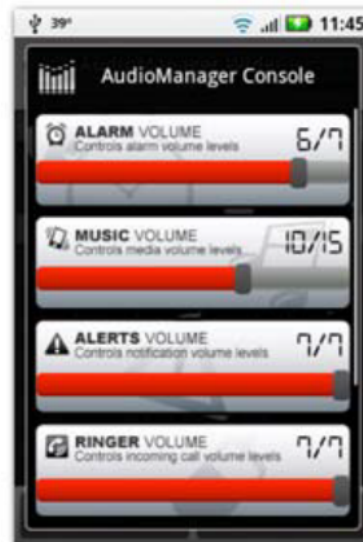 39° 11:45
AudioManager Console
ALARM VOLUME 6/7
Controls alarm volume levels
MUSIC VOLUME 10/15
Controls media volume levels
ALERTS VOLUME 7/7
Controls notification volume levels
RINGER VOLUME 7/7
Controls incoming call volume levels